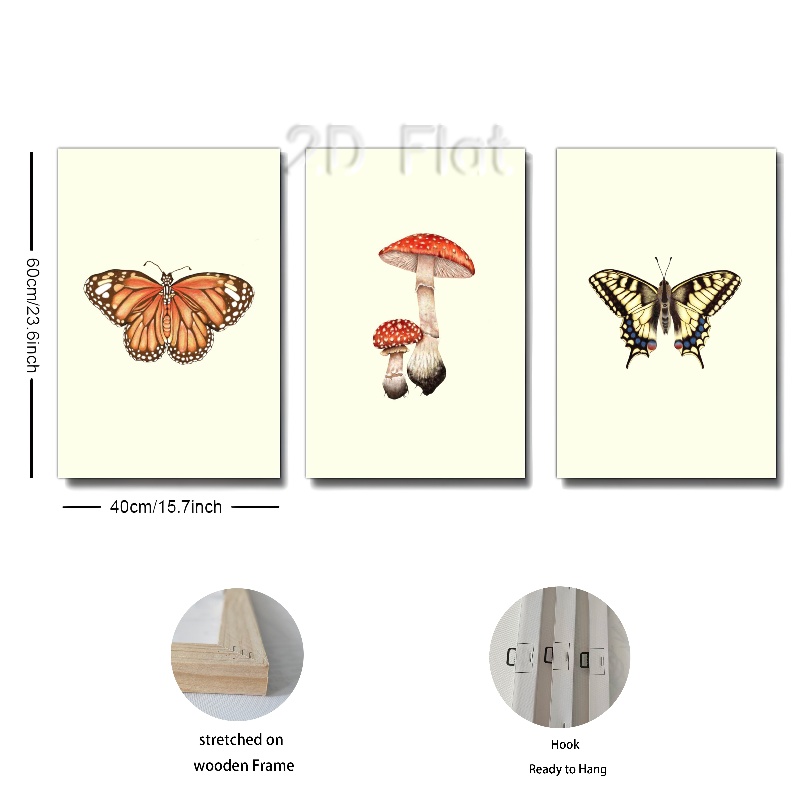 2D Flat
60cm/23.6inch
40cm/15.7inch
stretched on
wooden Frame
Hook
Ready to Hang